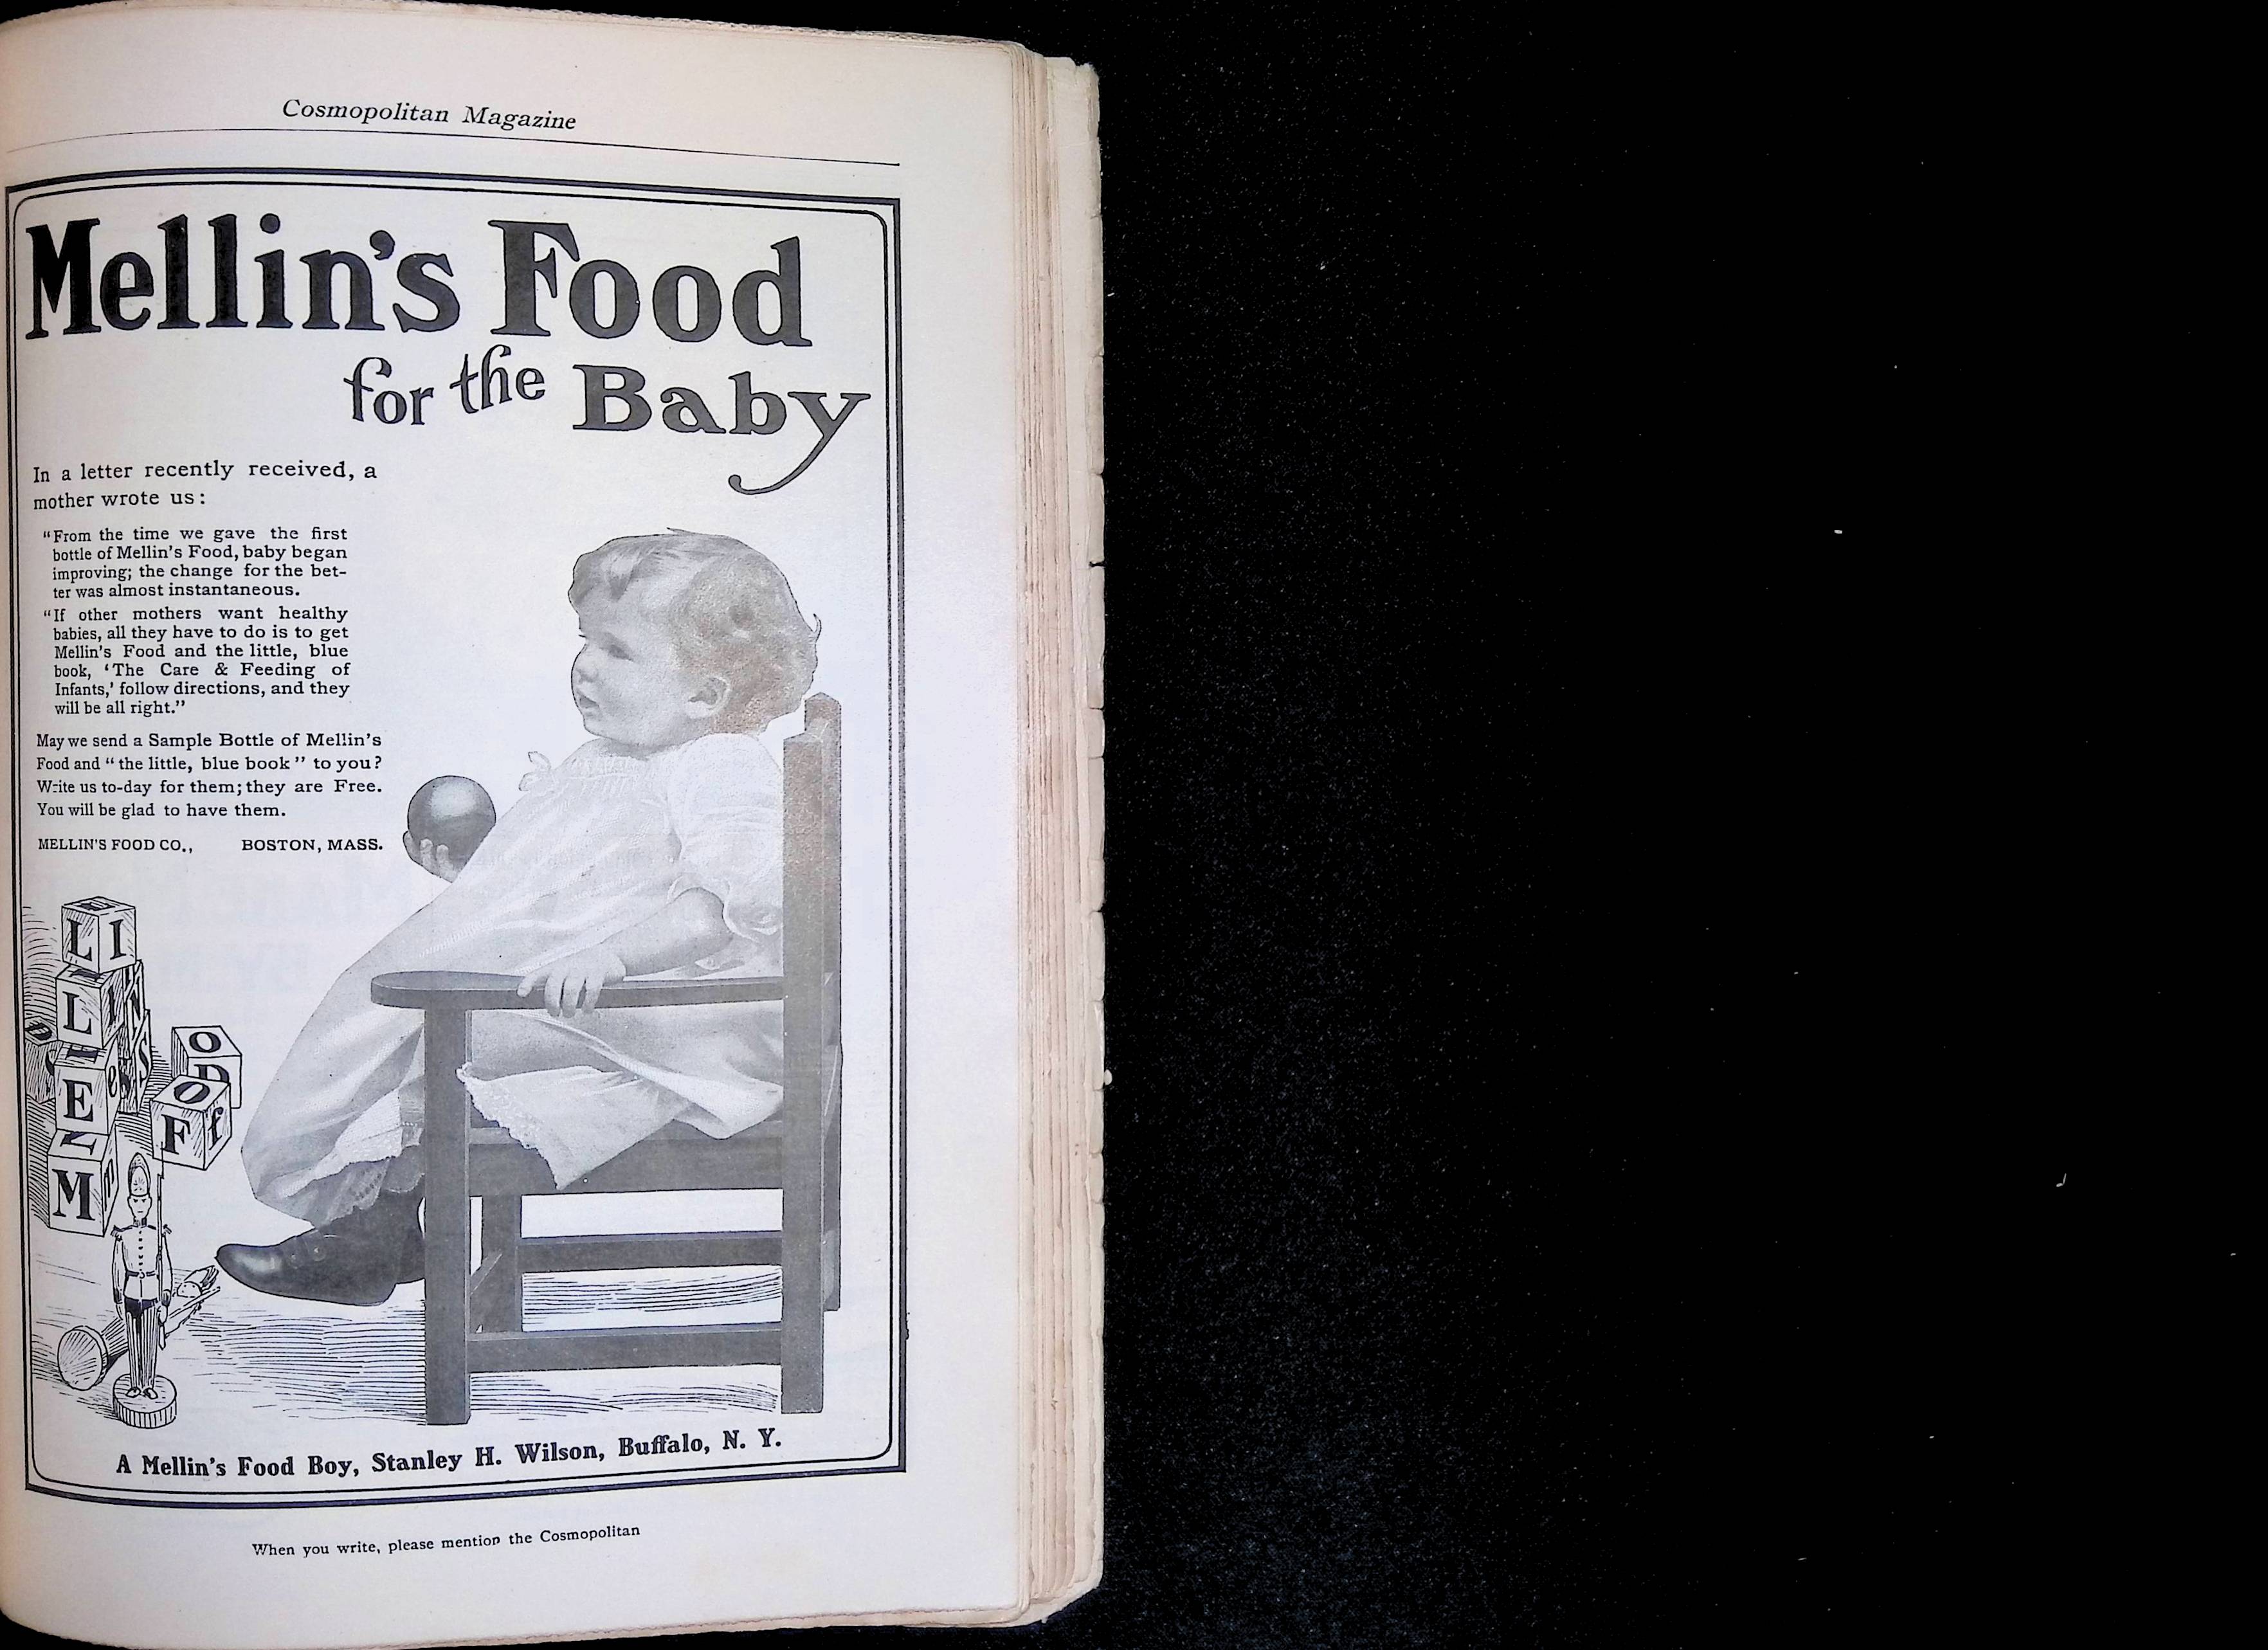 Cosmopolitan Magazine
Mellin's Food
for the Baby
In a letter recently received, a
mother wrote us:
"From the time we gave the first
bottle of Mellin's Food, baby began
improving; the change for the bet-
ter was almost instantaneous.
"If other mothers want healthy
babies, all they have to do is to get
Mellin's Food and the little, blue
book, 'The Care & Feeding of
Infants,' follow directions, and they
will be all right."
May we send a Sample Bottle of Mellin's
Food and "the little, blue book" to you?
Write us to-day for them; they are Free.
You will be glad to have them.
MELLIN'S FOOD CO., BOSTON, MASS.
L I
L I N
E
M
O
D
O
F f
A Mellin's Food Boy, Stanley H. Wilson, Buffalo, N. Y.
When you write, please mention the Cosmopolitan